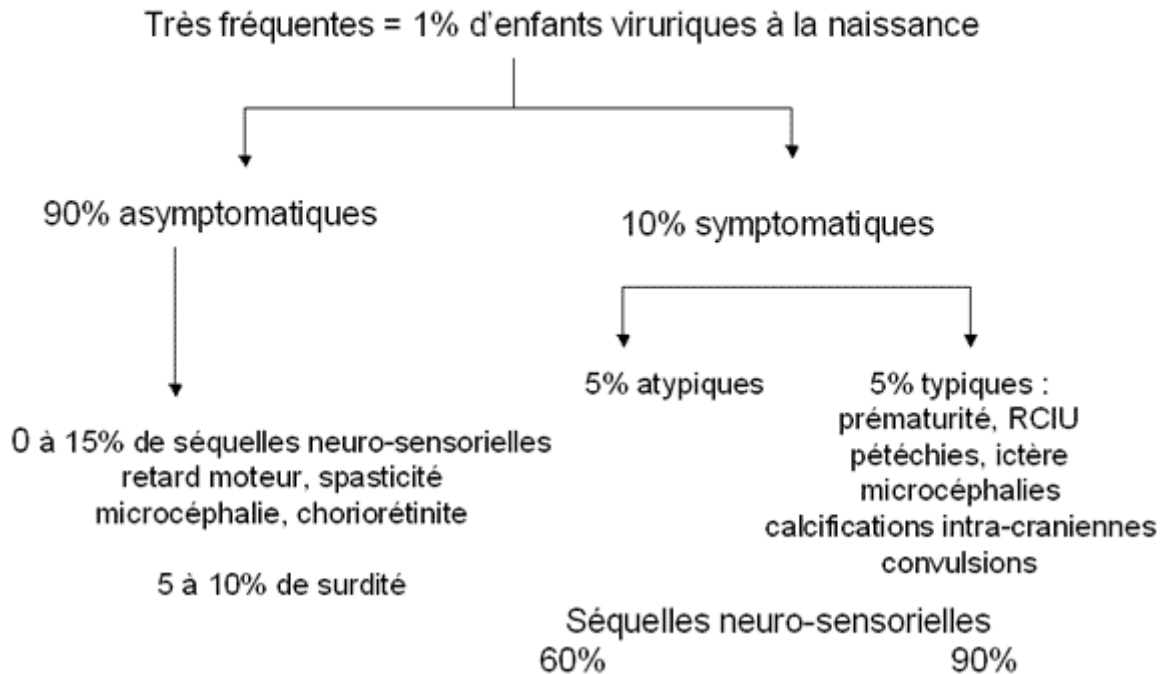 Très fréquentes = 1% d'enfants viruriques à la naissance
90% asymptomatiques
10% symptomatiques
0 à 15% de séquelles neuro-sensorielles
retard moteur, spasticité
microcéphalie, choriorétinite
5 à 10% de surdité
5% atypiques
5% typiques :
prématurité, RCIU
pétéchies, ictère
microcéphalies
calcifications intra-craniennes
convulsions
Séquelles neuro-sensorielles
60%
90%